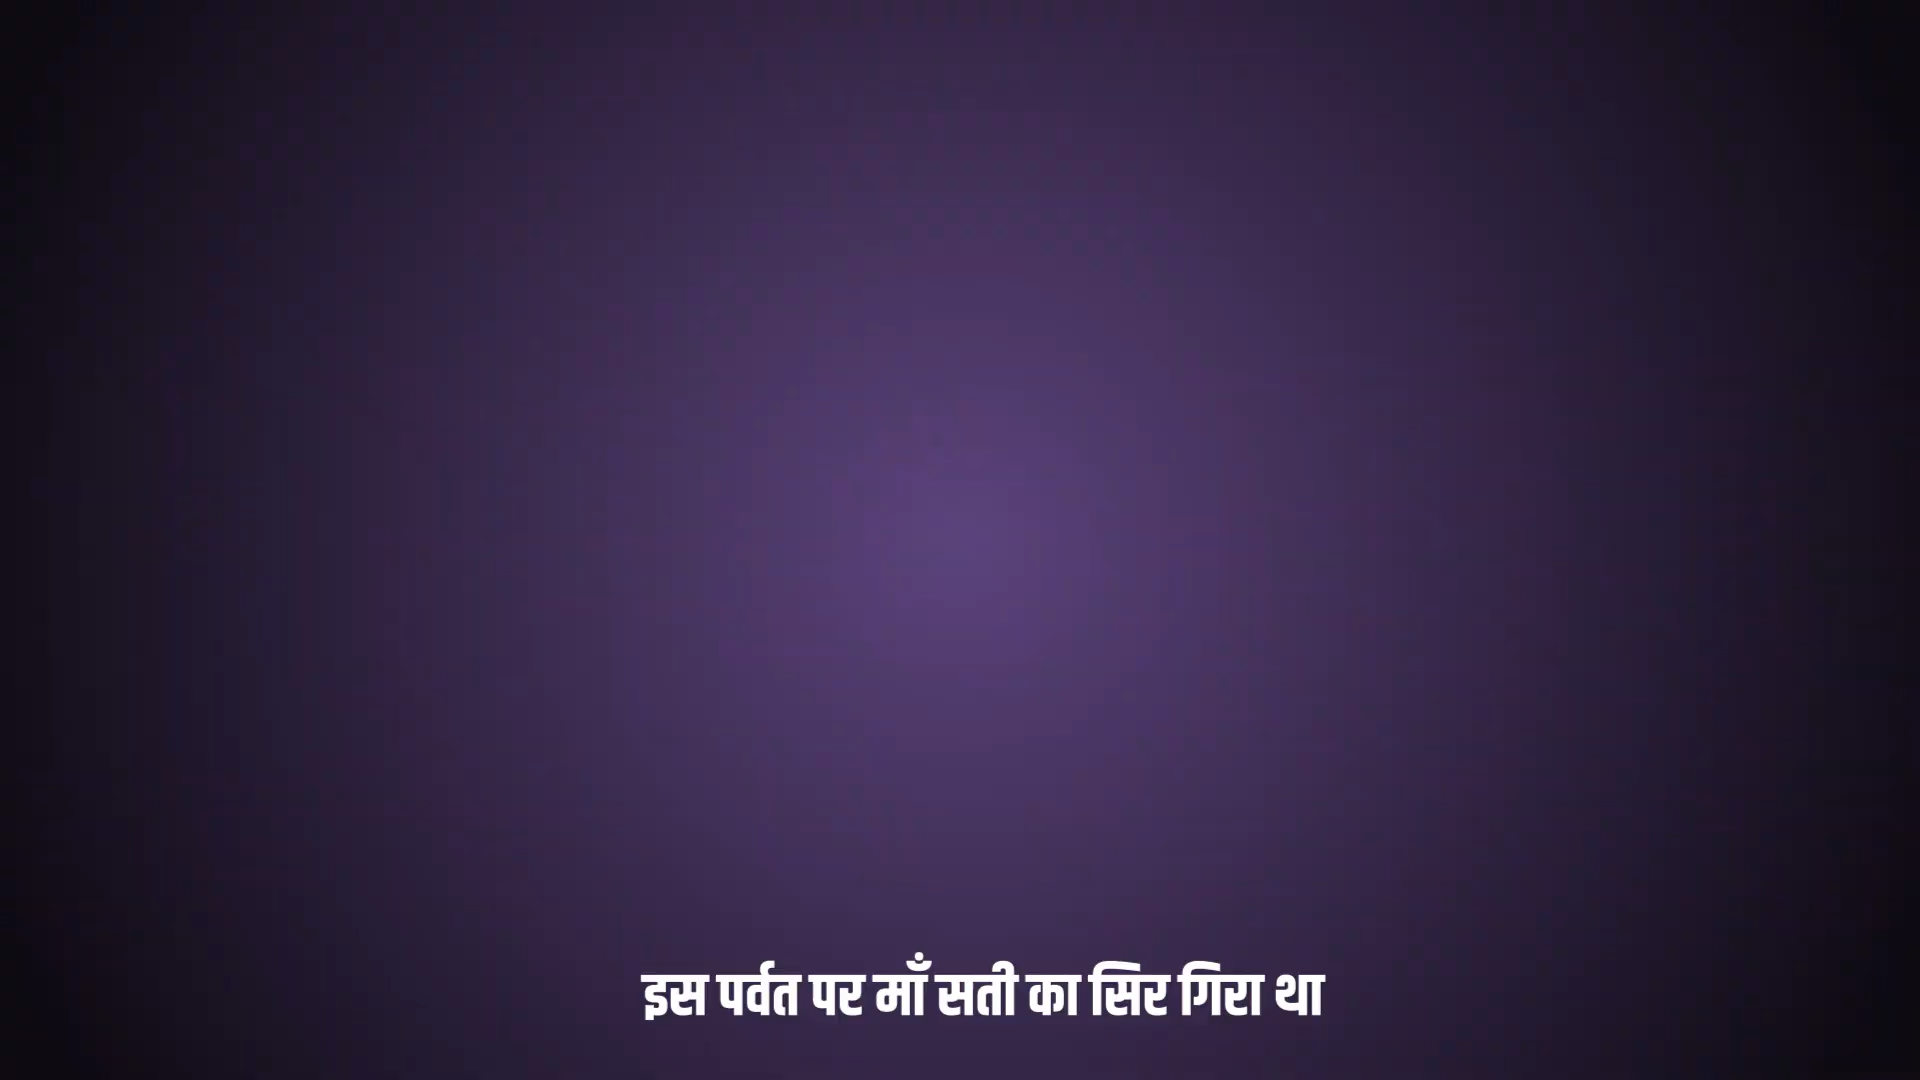 इस पर्वत पर माँ सती का सिर गिरा था